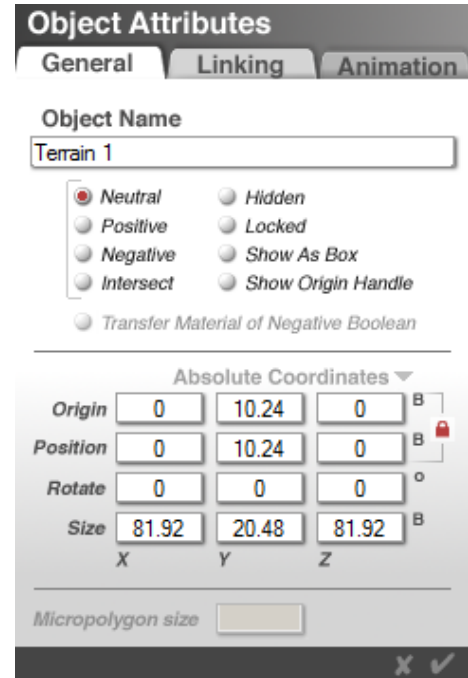 Object Attributes
General Linking Animation
Object Name
Terrain 1
Neutral Hidden
Positive Locked
Negative Show As Box
Intersect Show Origin Handle
Transfer Material of Negative Boolean
Absolute Coordinates
Origin 0 10.24 0 B
Position 0 10.24 0 B
Rotate 0 0 0 o
Size 81.92 20.48 81.92 B
X Y Z
Micropolygon size